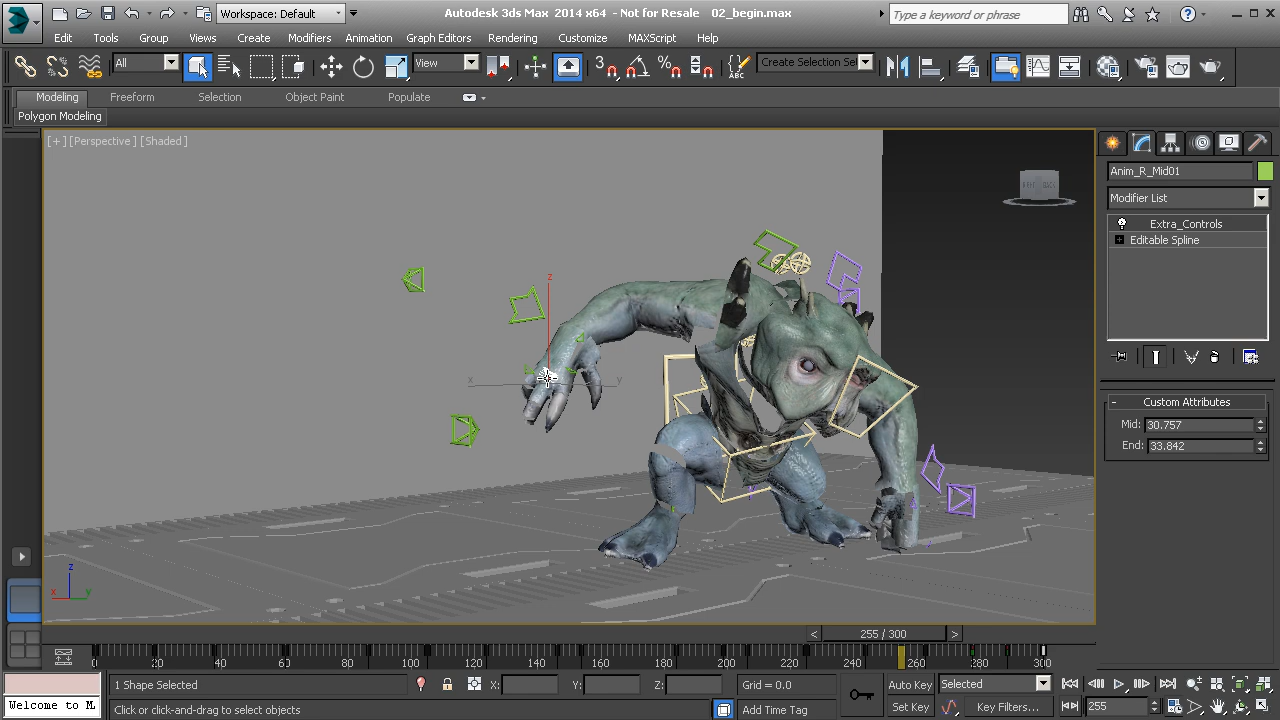 Workspace: Default
Autodesk 3ds Max 2014 x64 - Not for Resale 02_begin.max
Type a keyword or phrase
Edit Tools Group Views Create Modifiers Animation Graph Editors Rendering Customize MAXScript Help
All
View
3
%
ABC
Create Selection Se
Modeling Freeform Selection Object Paint Populate
Polygon Modeling
[+] [Perspective] [Shaded]
Anim_R_Mid01
Modifier List
Extra_Controls
Editable Spline
Custom Attributes
Mid: 30.757
End: 33.842
z
x
y
z
x
y
< 255 / 300 >
0 20 40 60 80 100 120 140 160 180 200 220 240 260 280 300
1 Shape Selected X: Y: Z: Grid = 0.0 Auto Key Selected
Welcome to M. Click or click-and-drag to select objects Add Time Tag Set Key Key Filters... 255